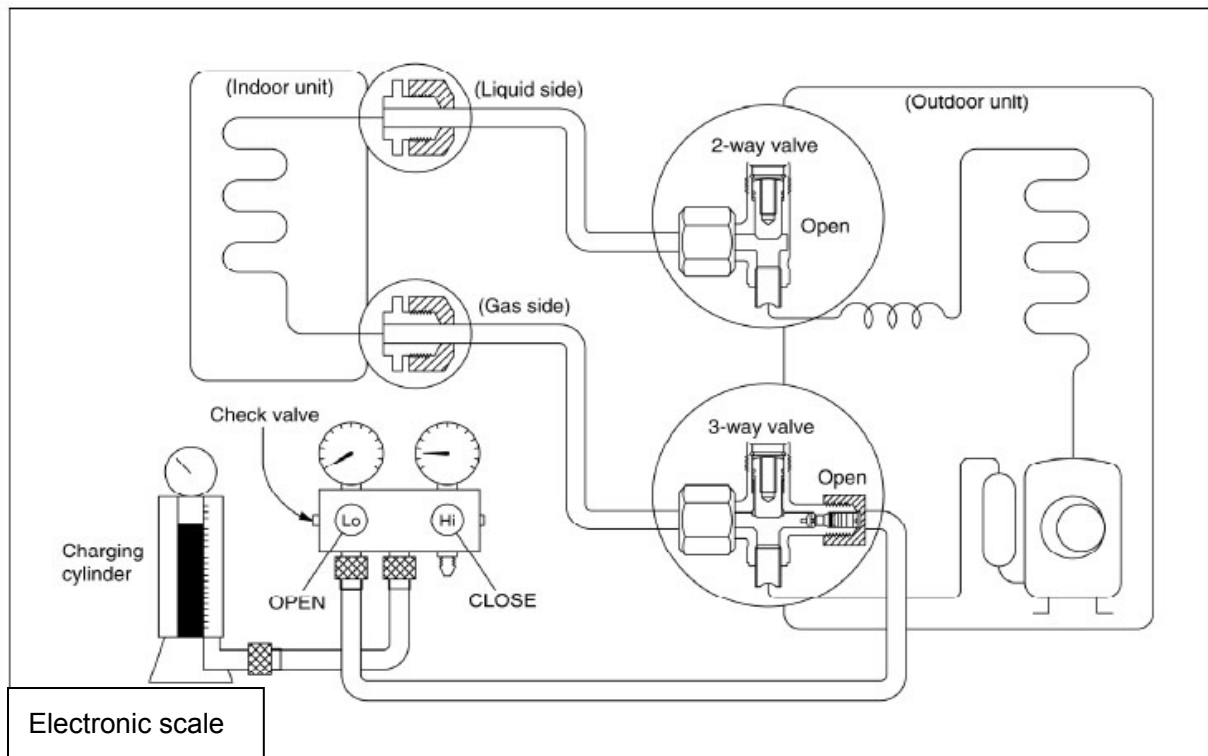 (Indoor unit)
(Liquid side)
(Outdoor unit)
2-way valve
Open
(Gas side)
Check valve
3-way valve
Open
Lo
Hi
Charging
cylinder
OPEN
CLOSE
Electronic scale